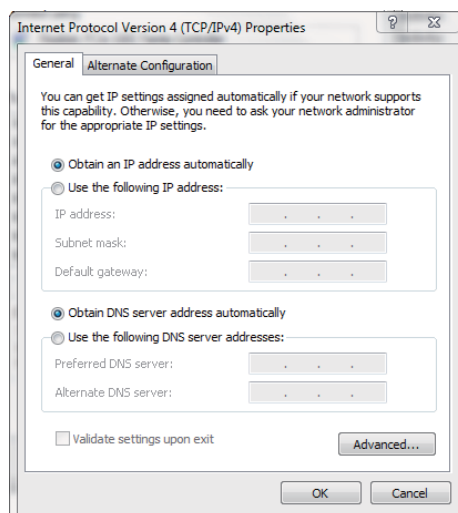 Internet Protocol Version 4 (TCP/IPv4) Properties
General
Alternate Configuration
You can get IP settings assigned automatically if your network supports
this capability. Otherwise, you need to ask your network administrator
for the appropriate IP settings.
Obtain an IP address automatically
Use the following IP address:
IP address:
Subnet mask:
Default gateway:
Obtain DNS server address automatically
Use the following DNS server addresses:
Preferred DNS server:
Alternate DNS server:
Validate settings upon exit
Advanced...
OK
Cancel